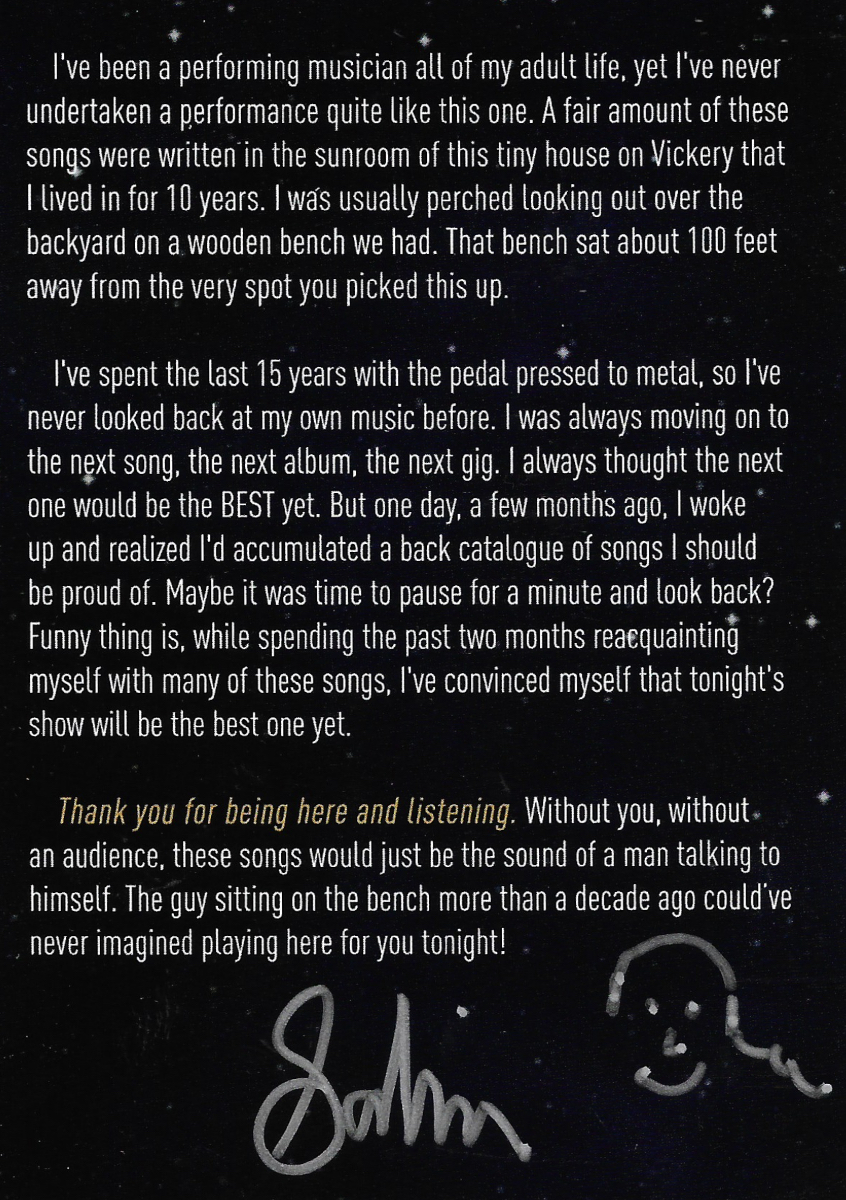 I've been a performing musician all of my adult life, yet I've never
undertaken a performance quite like this one. A fair amount of these
songs were written in the sunroom of this tiny house on Vickery that
I lived in for 10 years. I was usually perched looking out over the
backyard on a wooden bench we had. That bench sat about 100 feet
away from the very spot you picked this up.
I've spent the last 15 years with the pedal pressed to metal, so I've
never looked back at my own music before. I was always moving on to
the next song, the next album, the next gig. I always thought the next
one would be the BEST yet. But one day, a few months ago, I woke
up and realized I'd accumulated a back catalogue of songs I should
be proud of. Maybe it was time to pause for a minute and look back?
Funny thing is, while spending the past two months reacquainting
myself with many of these songs, I've convinced myself that tonight's
show will be the best one yet.
Thank you for being here and listening. Without you, without
an audience, these songs would just be the sound of a man talking to
himself. The guy sitting on the bench more than a decade ago could've
never imagined playing here for you tonight!